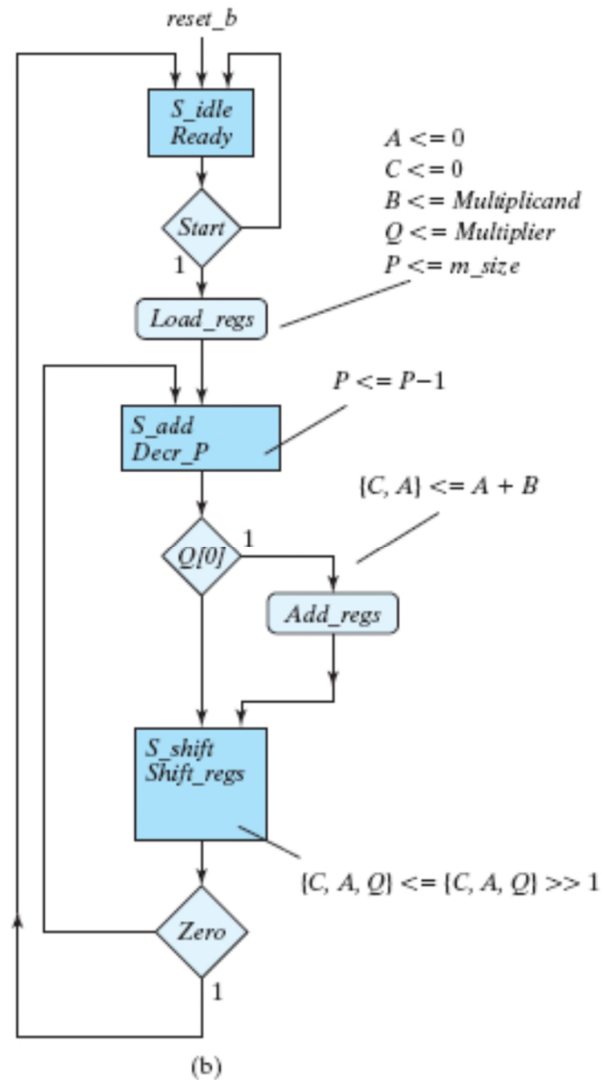 reset_b
S_idle
Ready
Start
1
A <= 0
C <= 0
B <= Multiplicand
Q <= Multiplier
P <= m_size
Load_regs
P <= P−1
S_add
Decr_P
{C, A} <= A + B
Q[0]
1
Add_regs
S_shift
Shift_regs
{C, A, Q} <= {C, A, Q} >> 1
Zero
1
(b)